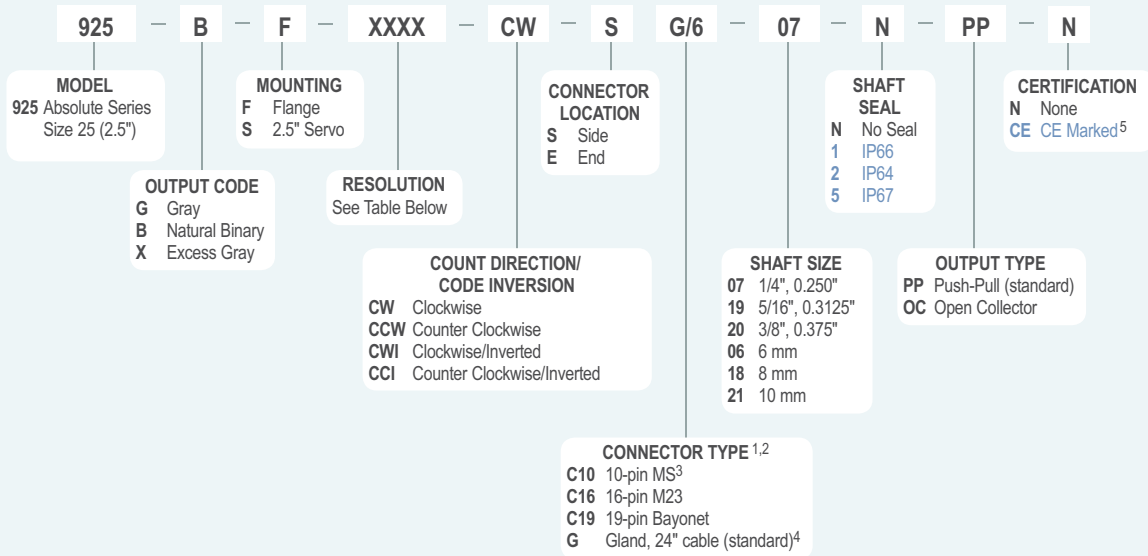 925 — B — F — XXXX — CW — S G/6 — 07 — N — PP — N
MODEL
925 Absolute Series
Size 25 (2.5")
OUTPUT CODE
G Gray
B Natural Binary
X Excess Gray
MOUNTING
F Flange
S 2.5" Servo
RESOLUTION
See Table Below
COUNT DIRECTION/
CODE INVERSION
CW Clockwise
CCW Counter Clockwise
CWI Clockwise/Inverted
CCI Counter Clockwise/Inverted
CONNECTOR
LOCATION
S Side
E End
CONNECTOR TYPE 1,2
C10 10-pin MS3
C16 16-pin M23
C19 19-pin Bayonet
G Gland, 24" cable (standard)4
SHAFT SIZE
07 1/4", 0.250"
19 5/16", 0.3125"
20 3/8", 0.375"
06 6 mm
18 8 mm
21 10 mm
SHAFT
SEAL
N No Seal
1 IP66
2 IP64
5 IP67
OUTPUT TYPE
PP Push-Pull (standard)
OC Open Collector
CERTIFICATION
N None
CE CE Marked5